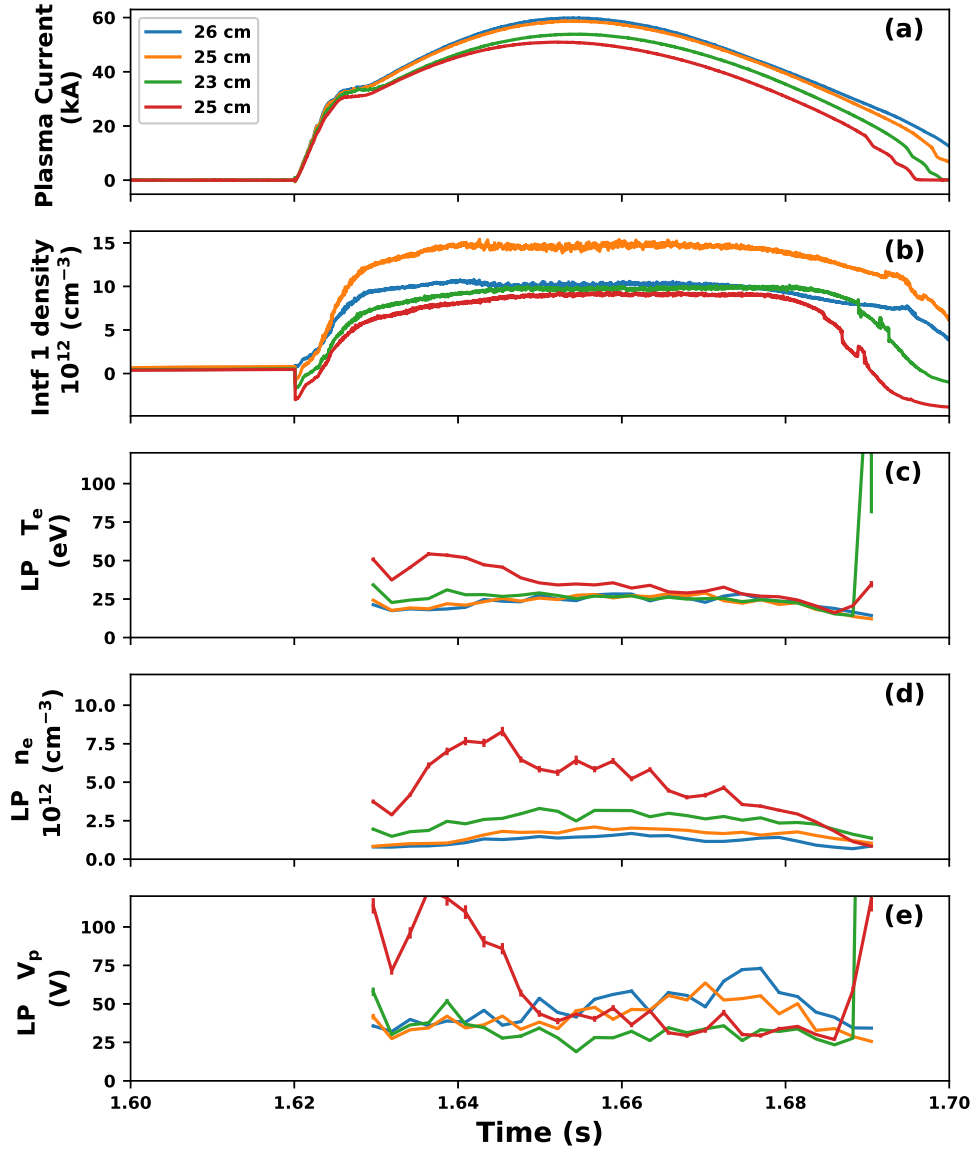 Plasma Current
(kA)
60
40
20
0
26 cm
25 cm
23 cm
25 cm
(a)
Intf 1 density
10¹² (cm⁻³)
15
10
5
0
(b)
LP Tₑ
(eV)
100
75
50
25
0
(c)
LP nₑ
10¹² (cm⁻³)
10.0
7.5
5.0
2.5
0.0
(d)
LP Vₚ
(V)
100
75
50
25
0
(e)
1.60 1.62 1.64 1.66 1.68 1.70
Time (s)